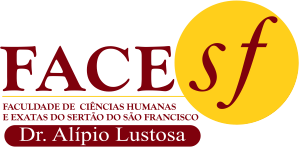 FACE sf
FACULDADE DE CIÊNCIAS HUMANAS
E EXATAS DO SERTÃO DO SÃO FRANCISCO
Dr. Alípio Lustosa